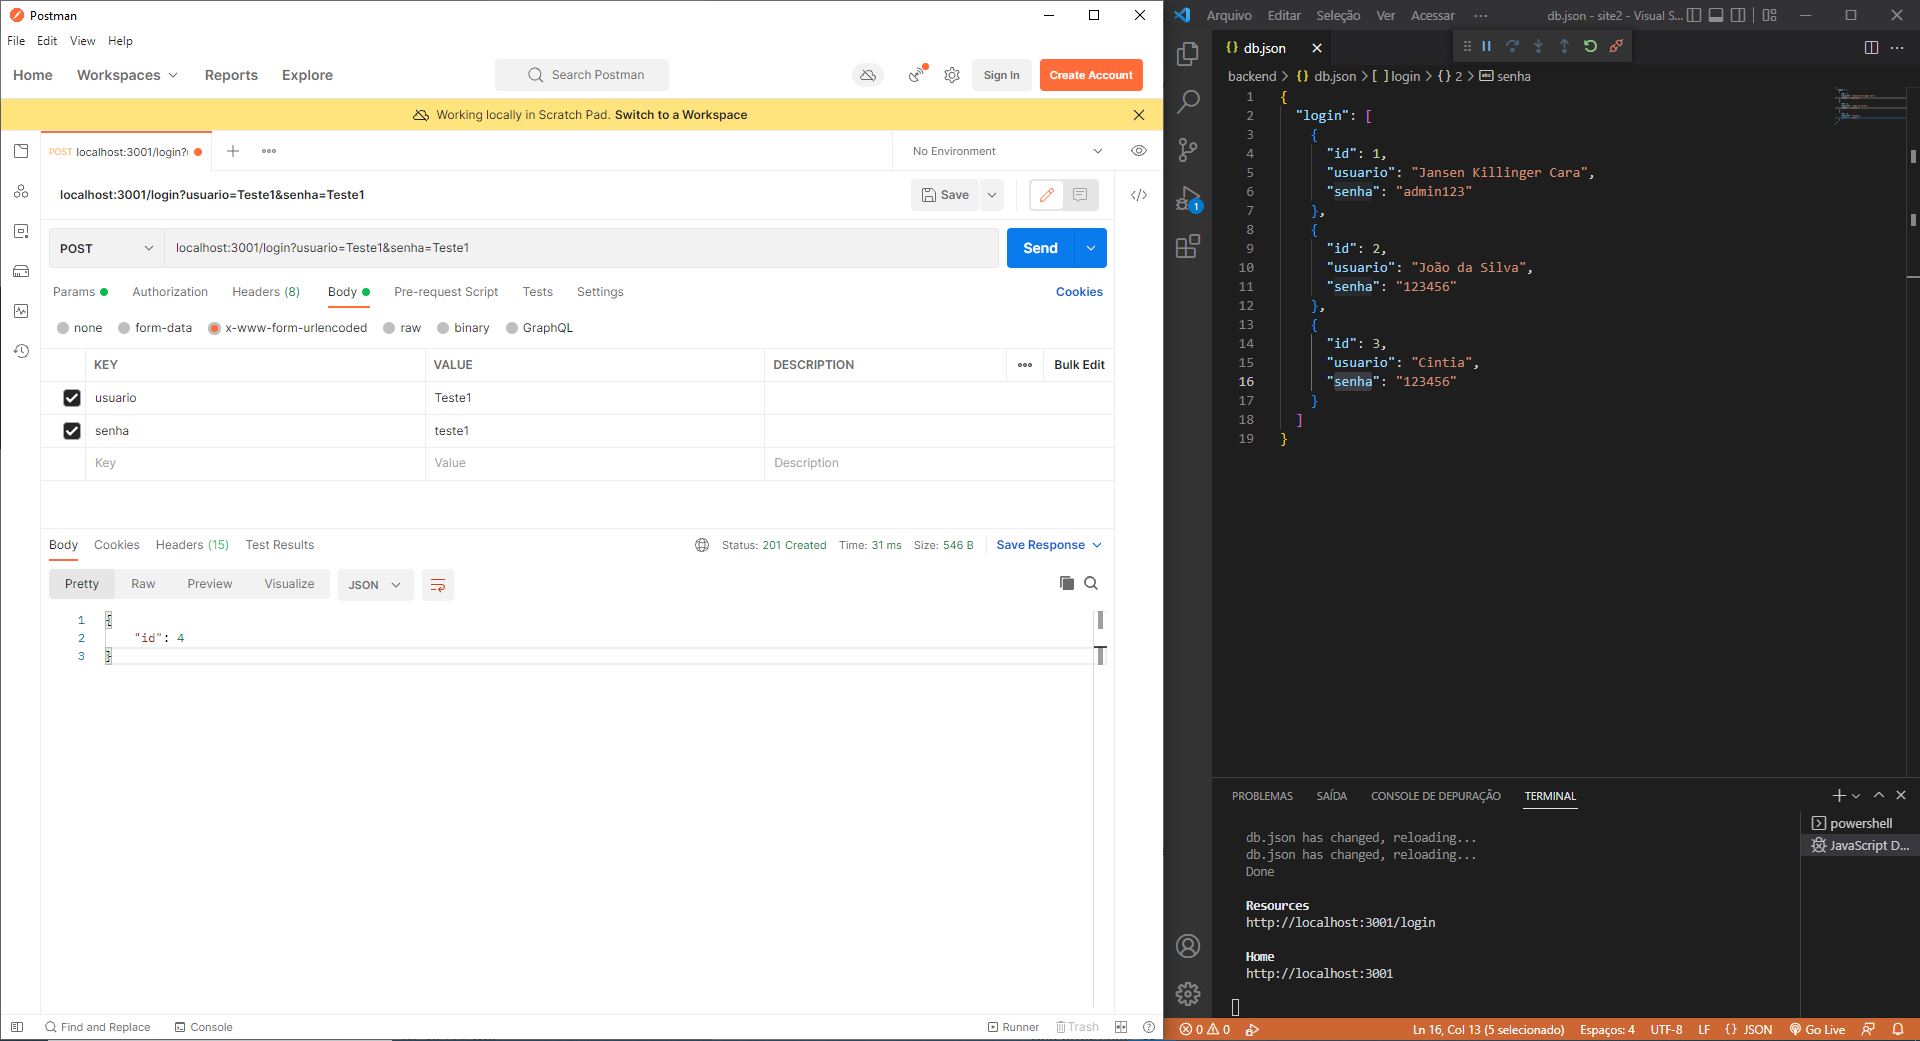 Postman
File Edit View Help
Home Workspaces Reports Explore
Search Postman
Sign In
Create Account
Working locally in Scratch Pad. Switch to a Workspace
POST localhost:3001/login?
No Environment
localhost:3001/login?usuario=Teste1&senha=Teste1
Save
POST
localhost:3001/login?usuario=Teste1&senha=Teste1
Send
Params Authorization Headers (8) Body Pre-request Script Tests Settings
Cookies
none form-data x-www-form-urlencoded raw binary GraphQL
KEY VALUE DESCRIPTION
Bulk Edit
usuario Teste1
senha teste1
Key Value Description
Body Cookies Headers (15) Test Results
Status: 201 Created Time: 31 ms Size: 546 B
Save Response
Pretty Raw Preview Visualize JSON
1 {
2 "id": 4
3 }
Find and Replace Console
Runner Trash
Arquivo Editar Seleção Ver Acessar ...
db.json - site2 - Visual S...
{} db.json
backend > {} db.json > [ ] login > {} 2 > abc senha
1 {
2 "login": [
3 {
4 "id": 1,
5 "usuario": "Jansen Killinger Cara",
6 "senha": "admin123"
7 },
8 {
9 "id": 2,
10 "usuario": "João da Silva",
11 "senha": "123456"
12 },
13 {
14 "id": 3,
15 "usuario": "Cintia",
16 "senha": "123456"
17 }
18 ]
19 }
1
PROBLEMAS SAÍDA CONSOLE DE DEPURAÇÃO TERMINAL
powershell
JavaScript D...
db.json has changed, reloading...
db.json has changed, reloading...
Done
Resources
http://localhost:3001/login
Home
http://localhost:3001
0 0
Ln 16, Col 13 (5 selecionado) Espaços: 4 UTF-8 LF {} JSON Go Live